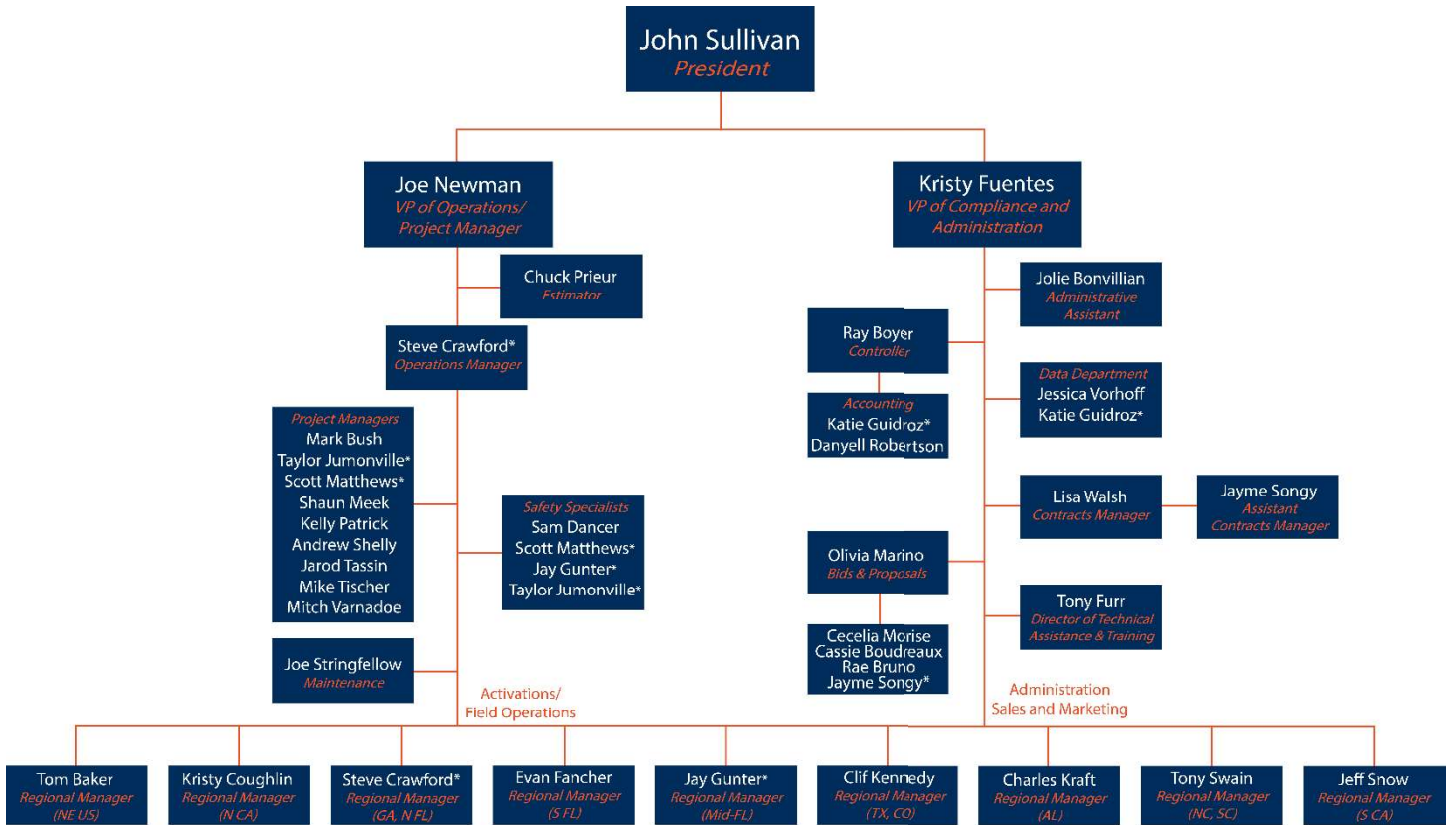 John Sullivan
President
Joe Newman
VP of Operations/
Project Manager
Kristy Fuentes
VP of Compliance and
Administration
Chuck Prieur
Estimator
Steve Crawford*
Operations Manager
Project Managers
Mark Bush
Taylor Jumonville*
Scott Matthews*
Shaun Meek
Kelly Patrick
Andrew Shelly
Jarod Tassin
Mike Tischer
Mitch Varnadoe
Safety Specialists
Sam Dancer
Scott Matthews*
Jay Gunter*
Taylor Jumonville*
Joe Stringfellow
Maintenance
Activations/
Field Operations
Jolie Bonvillian
Administrative
Assistant
Ray Boyer
Controller
Accounting
Katie Guidroz*
Danyell Robertson
Data Department
Jessica Vorhoff
Katie Guidroz*
Lisa Walsh
Contracts Manager
Jayme Songy
Assistant
Contracts Manager
Olivia Marino
Bids & Proposals
Cecelia Morise
Cassie Boudreaux
Rae Bruno
Jayme Songy*
Tony Furr
Director of Technical
Assistance & Training
Administration
Sales and Marketing
Tom Baker
Regional Manager
(NE US)
Kristy Coughlin
Regional Manager
(N CA)
Steve Crawford*
Regional Manager
(GA, N FL)
Evan Fancher
Regional Manager
(S FL)
Jay Gunter*
Regional Manager
(Mid-FL)
Clif Kennedy
Regional Manager
(TX, CO)
Charles Kraft
Regional Manager
(AL)
Tony Swain
Regional Manager
(NC, SC)
Jeff Snow
Regional Manager
(S CA)